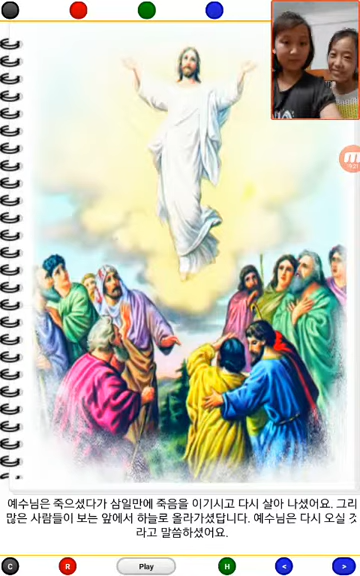 예수님은 죽으셨다가 삼일만에 죽음을 이기시고 다시 살아 나셨어요. 그리
많은 사람들이 보는 앞에서 하늘로 올라가셨답니다. 예수님은 다시 오실 것
라고 말씀하셨어요.
C R Play H < >